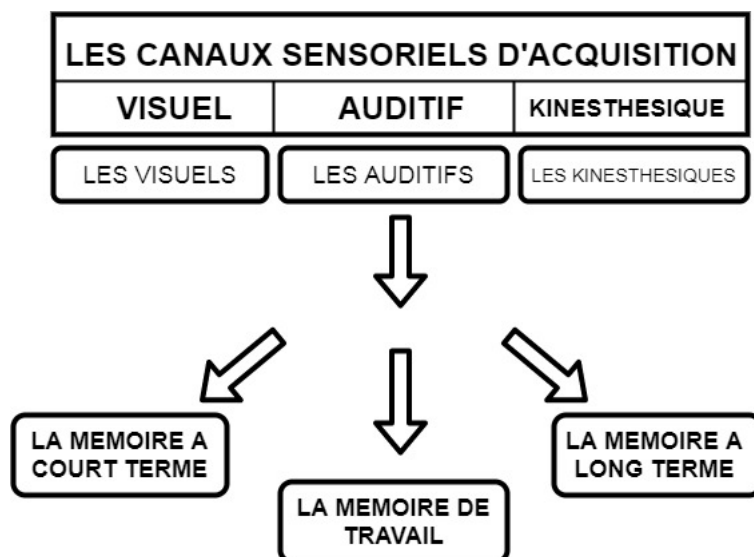 LES CANAUX SENSORIELS D'ACQUISITION
VISUEL
AUDITIF
KINESTHESIQUE
LES VISUELS
LES AUDITIFS
LES KINESTHESIQUES
LA MEMOIRE A
COURT TERME
LA MEMOIRE DE
TRAVAIL
LA MEMOIRE A
LONG TERME